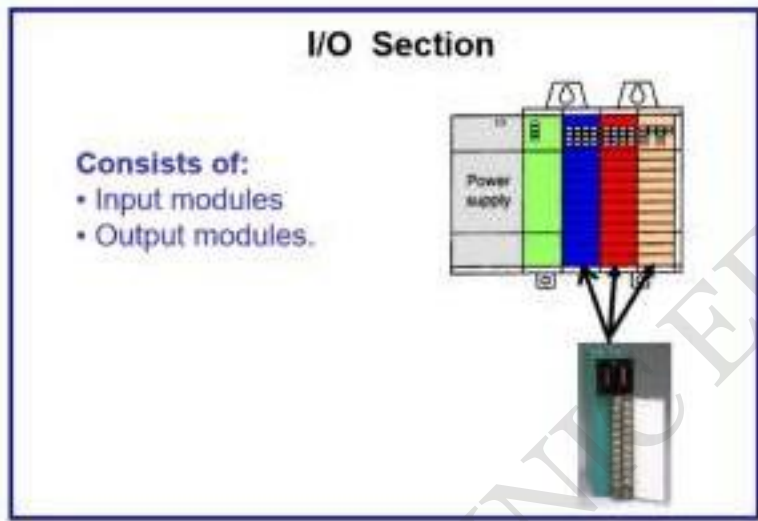 I/O Section
Consists of:
• Input modules
• Output modules.
Power
supply